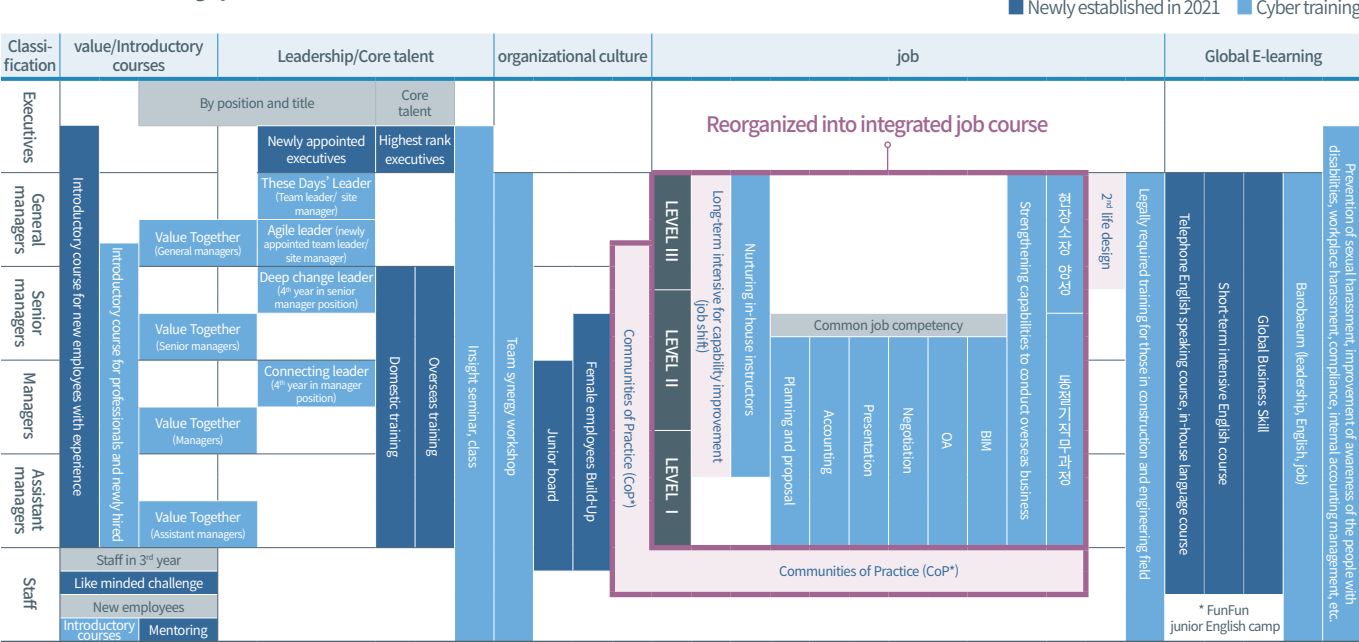 Newly established in 2021
Cyber training
Classi-
fication
value/Introductory
courses
Leadership/Core talent
organizational culture
job
Global E-learning
Executives
General
managers
Senior
managers
Managers
Assistant
managers
Staff
By position and title
Core
talent
Newly appointed
executives
Highest rank
executives
Introductory course for new employees with experience
Introductory course for professionals and newly hired
Value Together
(General managers)
Value Together
(Senior managers)
Value Together
(Managers)
Value Together
(Assistant managers)
Staff in 3rd year
Like minded challenge
New employees
Introductory
courses
Mentoring
These Days' Leader
(Team leader/ site
manager)
Agile leader (newly
appointed team leader/
site manager)
Deep change leader
(4th year in senior
manager position)
Connecting leader
(4th year in manager
position)
Domestic training
Overseas training
Insight seminar, class
Team synergy workshop
Junior board
Female employees Build-Up
Communities of Practice (CoP*)
Reorganized into integrated job course
LEVEL III
LEVEL II
LEVEL I
Long-term intensive for capability improvement
(job shift)
Nurturing in-house instructors
Common job competency
Planning and proposal
Accounting
Presentation
Negotiation
OA
BIM
Strengthening capabilities to conduct overseas business
현장소장 양성
Communities of Practice (CoP*)
2nd life design
Legally required training for those in construction and engineering field
Telephone English speaking course, in-house language course
Short-term intensive English course
Global Business Skill
* FunFun
junior English camp
Barobaeum (leadership, English, job)
Prevention of sexual harassment, improvement of awareness of the people with
disabilities, workplace harassment, compliance, internal accounting management, etc.